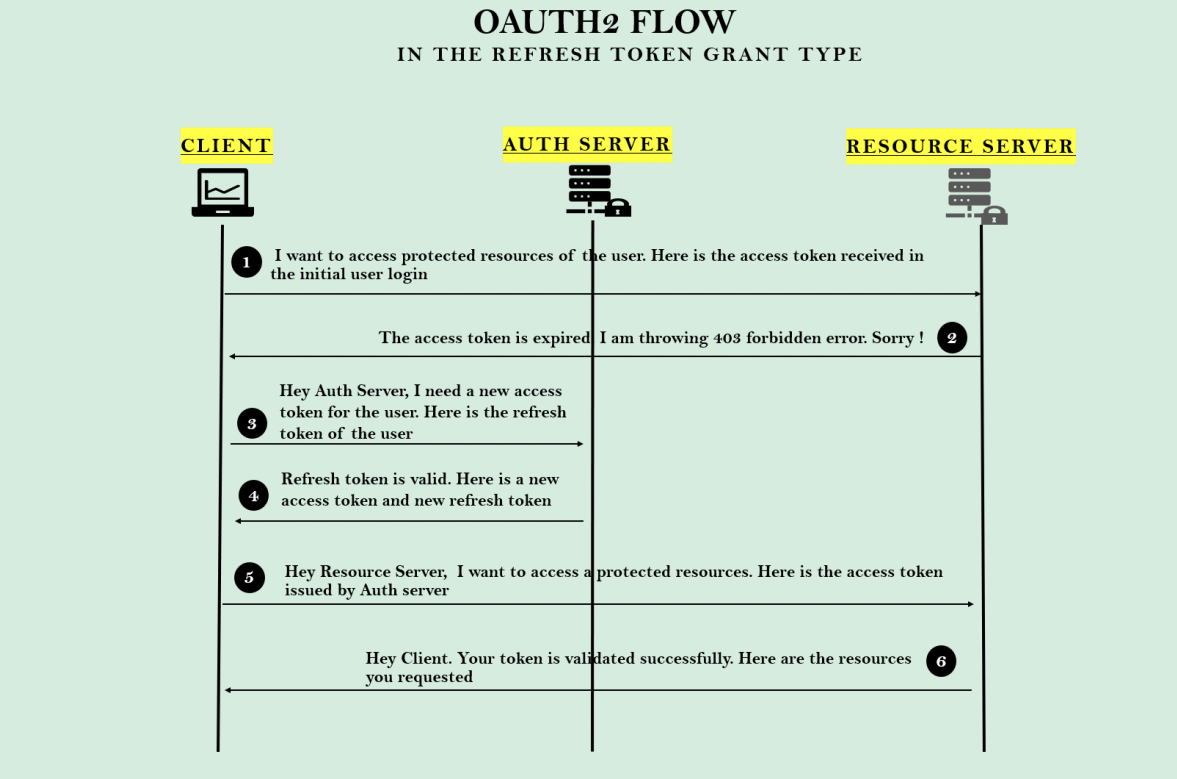 OAUTH2 FLOW
IN THE REFRESH TOKEN GRANT TYPE
CLIENT
AUTH SERVER
RESOURCE SERVER
1
I want to access protected resources of the user. Here is the access token received in
the initial user login
The access token is expired. I am throwing 403 forbidden error. Sorry !
2
Hey Auth Server, I need a new access
token for the user. Here is the refresh
token of the user
3
Refresh token is valid. Here is a new
access token and new refresh token
4
5
Hey Resource Server, I want to access a protected resources. Here is the access token
issued by Auth server
Hey Client. Your token is validated successfully. Here are the resources
you requested
6